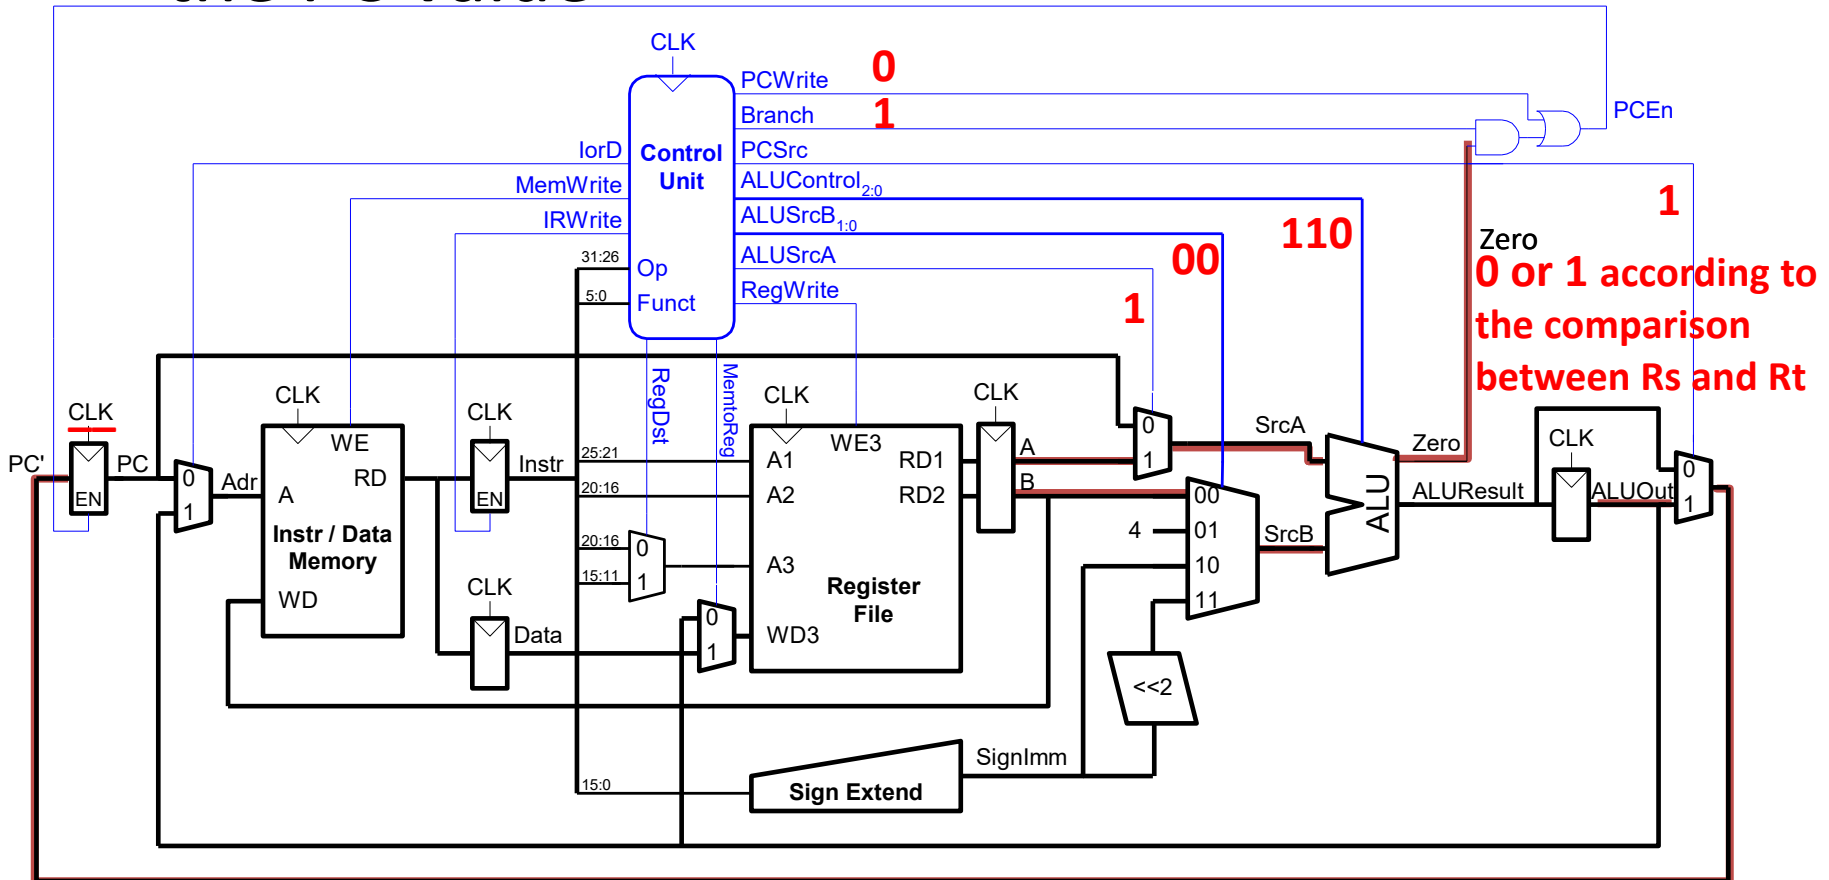 the PC value
CLK
PCWrite
0
Branch
1
PCEn
IorD
Control
Unit
PCSrc
MemWrite
ALUControl2:0
1
IRWrite
ALUSrcB1:0
110
Zero
31:26
Op
ALUSrcA
00
0 or 1 according to
the comparison
between Rs and Rt
5:0
Funct
RegWrite
1
RegDst
MemtoReg
CLK
CLK
CLK
CLK
CLK
PC'
EN
PC
0
1
Adr
WE
RD
A
Instr / Data
Memory
WD
EN
Instr
25:21
20:16
20:16
15:11
0
1
CLK
Data
0
1
WE3
A1
RD1
A2
RD2
A3
Register
File
WD3
A
B
0
1
SrcA
00
4
01
10
11
SrcB
ALU
Zero
ALUResult
CLK
ALUOut
0
1
<<2
SignImm
15:0
Sign Extend